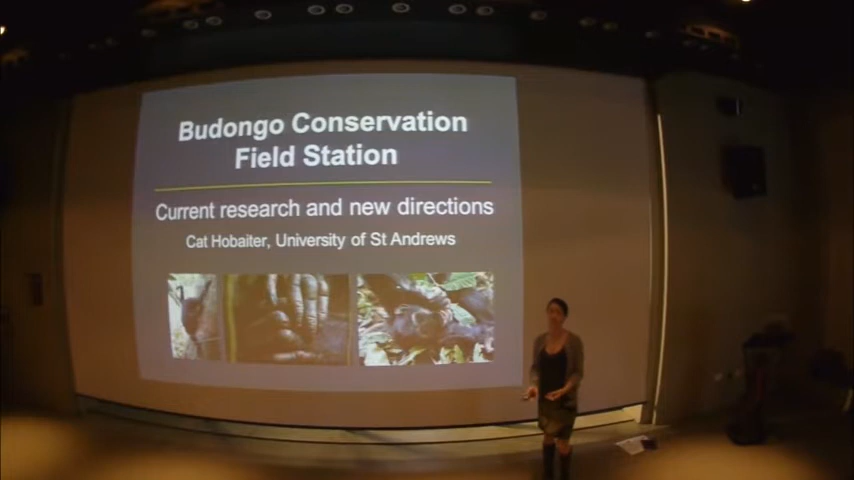 Budongo Conservation
Field Station
Current research and new directions
Cat Hobaiter, University of St Andrews